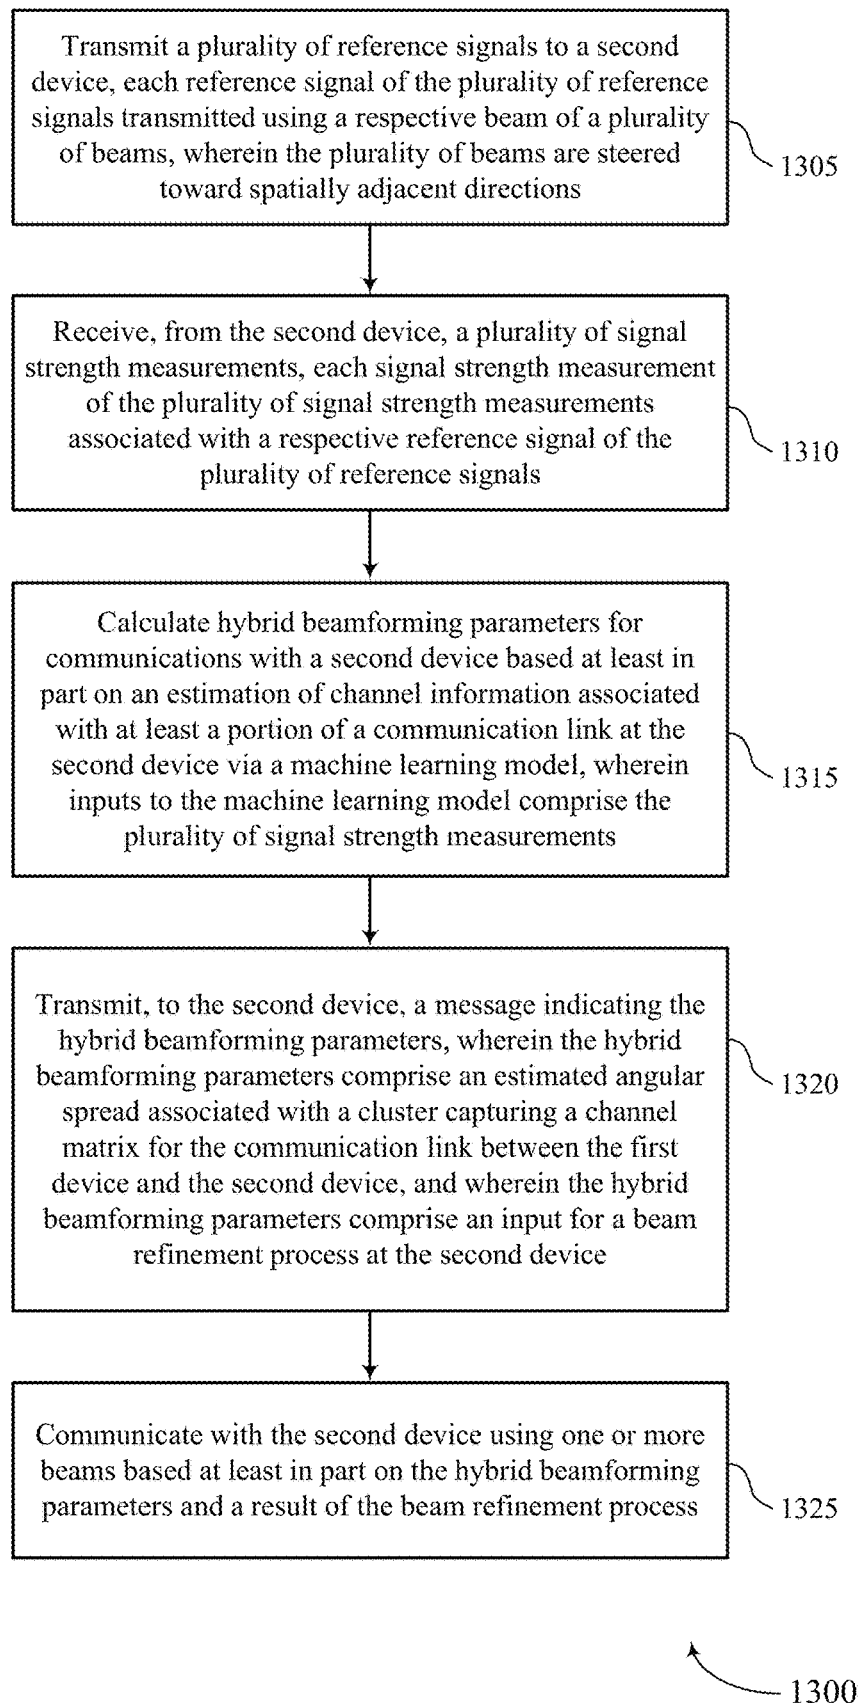 Transmit a plurality of reference signals to a second
device, each reference signal of the plurality of reference
signals transmitted using a respective beam of a plurality
of beams, wherein the plurality of beams are steered
toward spatially adjacent directions
1305
Receive, from the second device, a plurality of signal
strength measurements, each signal strength measurement
of the plurality of signal strength measurements
associated with a respective reference signal of the
plurality of reference signals
1310
Calculate hybrid beamforming parameters for
communications with a second device based at least in
part on an estimation of channel information associated
with at least a portion of a communication link at the
second device via a machine learning model, wherein
inputs to the machine learning model comprise the
plurality of signal strength measurements
1315
Transmit, to the second device, a message indicating the
hybrid beamforming parameters, wherein the hybrid
beamforming parameters comprise an estimated angular
spread associated with a cluster capturing a channel
matrix for the communication link between the first
device and the second device, and wherein the hybrid
beamforming parameters comprise an input for a beam
refinement process at the second device
1320
Communicate with the second device using one or more
beams based at least in part on the hybrid beamforming
parameters and a result of the beam refinement process
1325
1300